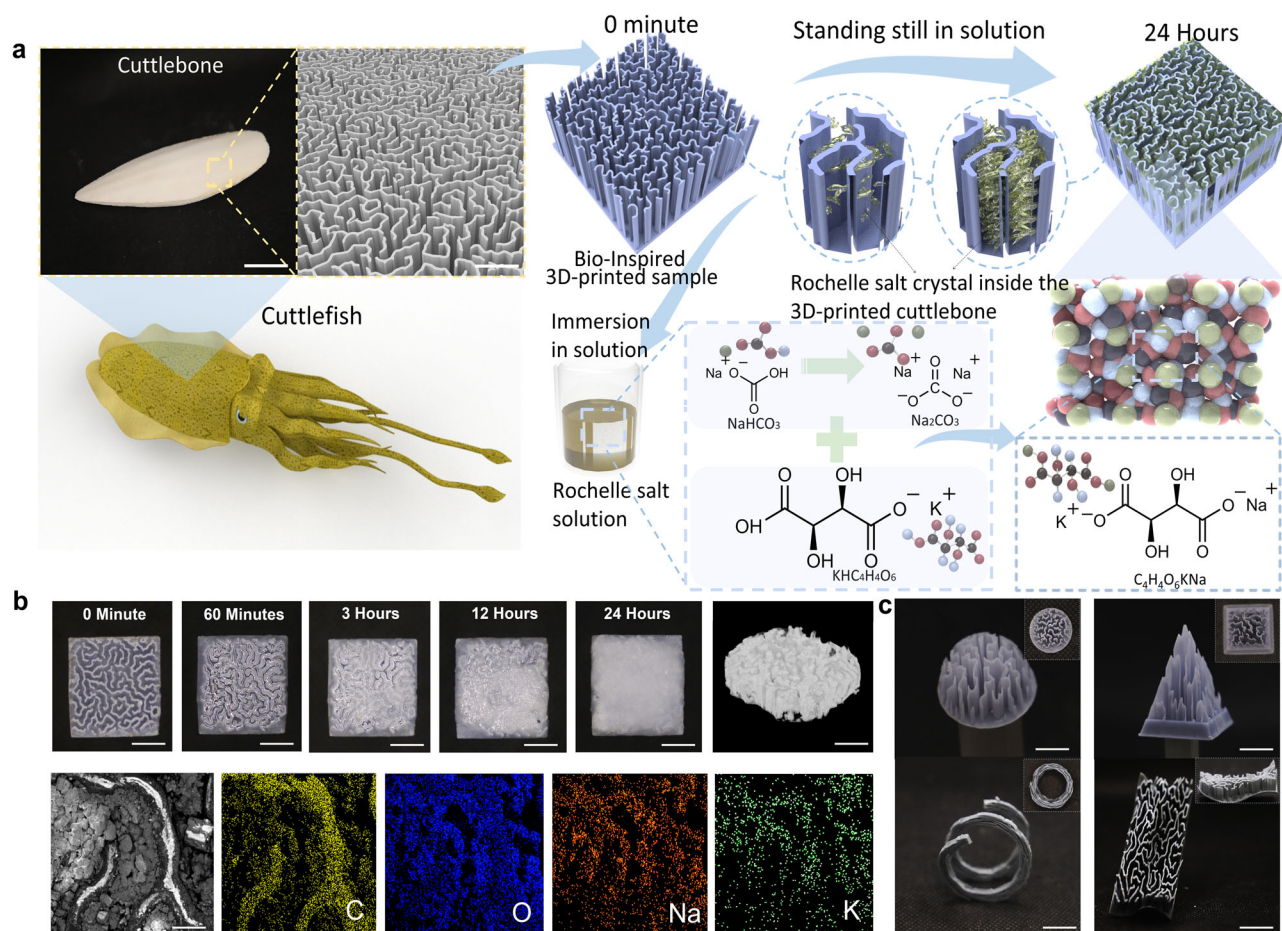 a
Cuttlebone
0 minute
Standing still in solution
24 Hours
Bio-Inspired
3D-printed sample
Rochelle salt crystal inside the
3D-printed cuttlebone
Cuttlefish
Immersion
in solution
Rochelle salt
solution
Na+
−O
OH
O
NaHCO₃
Na+
O
Na+
−O
O−
Na₂CO₃
O
OH
O−
K+
OH
OH
O
KHC₄H₄O₆
O
OH
K+
−O
O−
Na+
OH
O
C₄H₄O₆KNa
b
0 Minute
60 Minutes
3 Hours
12 Hours
24 Hours
C
O
Na
K
c